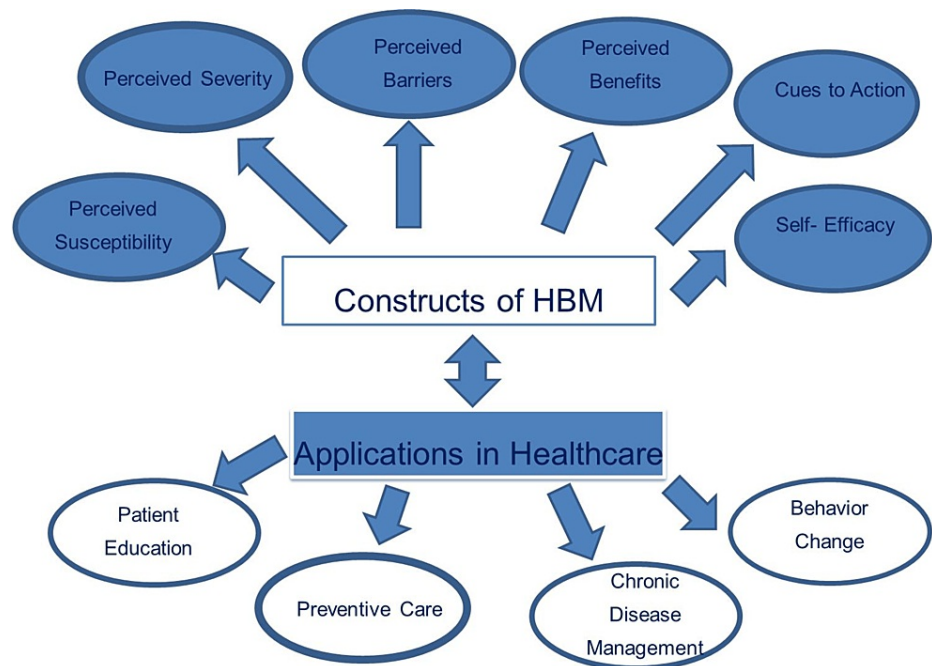 Perceived Severity
Perceived
Barriers
Perceived
Benefits
Cues to Action
Perceived
Susceptibility
Self- Efficacy
Constructs of HBM
Applications in Healthcare
Patient
Education
Preventive Care
Chronic
Disease
Management
Behavior
Change